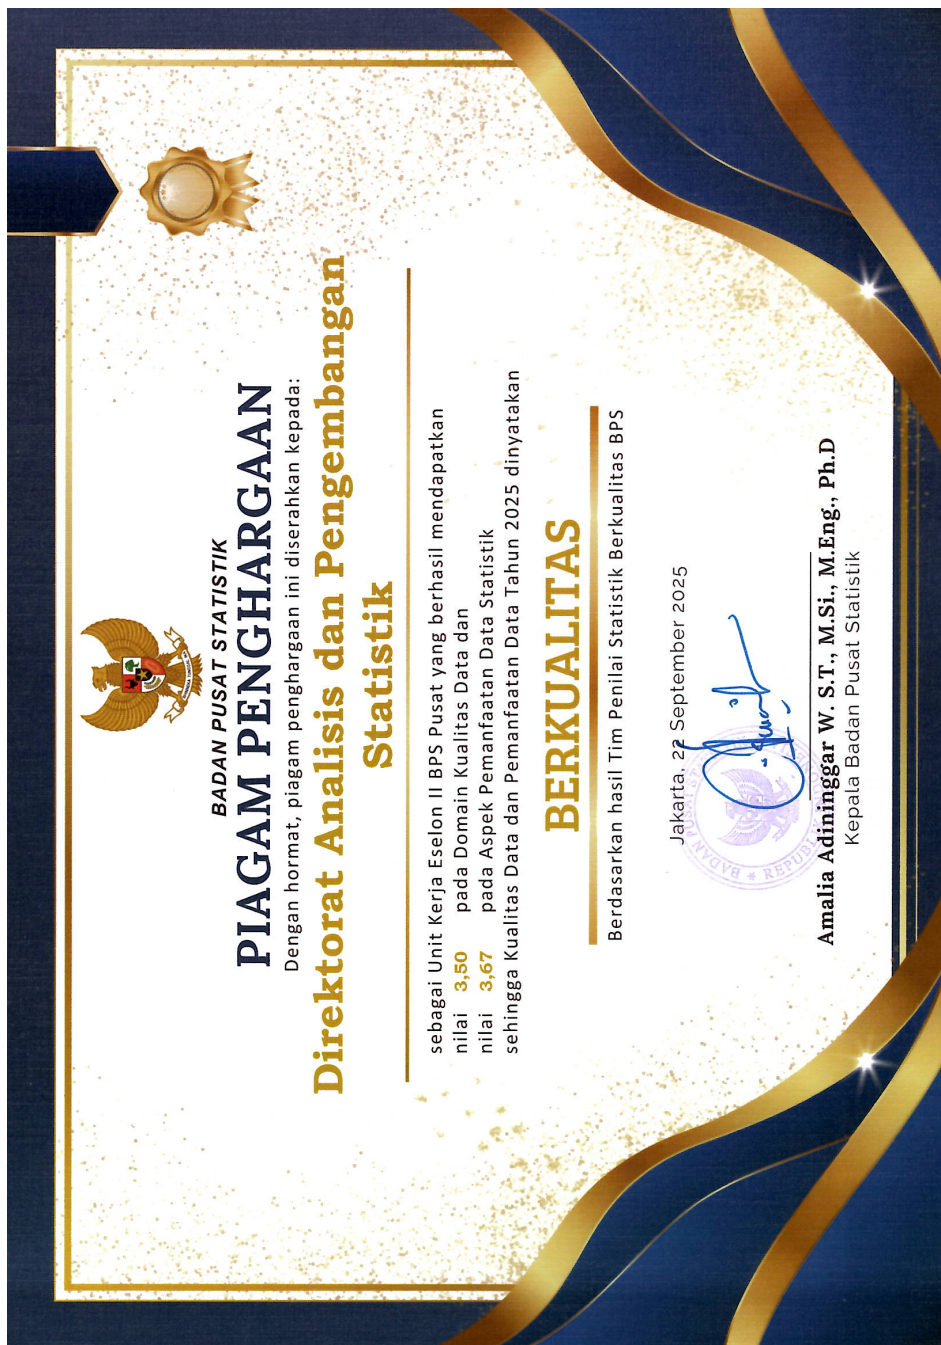 BADAN PUSAT STATISTIK
PIAGAM PENGHARGAAN
Dengan hormat, piagam penghargaan ini diserahkan kepada:
Direktorat Analisis dan Pengembangan
Statistik
sebagai Unit Kerja Eselon II BPS Pusat yang berhasil mendapatkan
nilai 3,50 pada Domain Kualitas Data dan
nilai 3,67 pada Aspek Pemanfaatan Data Statistik
sehingga Kualitas Data dan Pemanfaatan Data Tahun 2025 dinyatakan
BERKUALITAS
Berdasarkan hasil Tim Penilai Statistik Berkualitas BPS
Jakarta, 22 September 2025
Amalia Adininggar W. S.T., M.Si., M.Eng., Ph.D
Kepala Badan Pusat Statistik